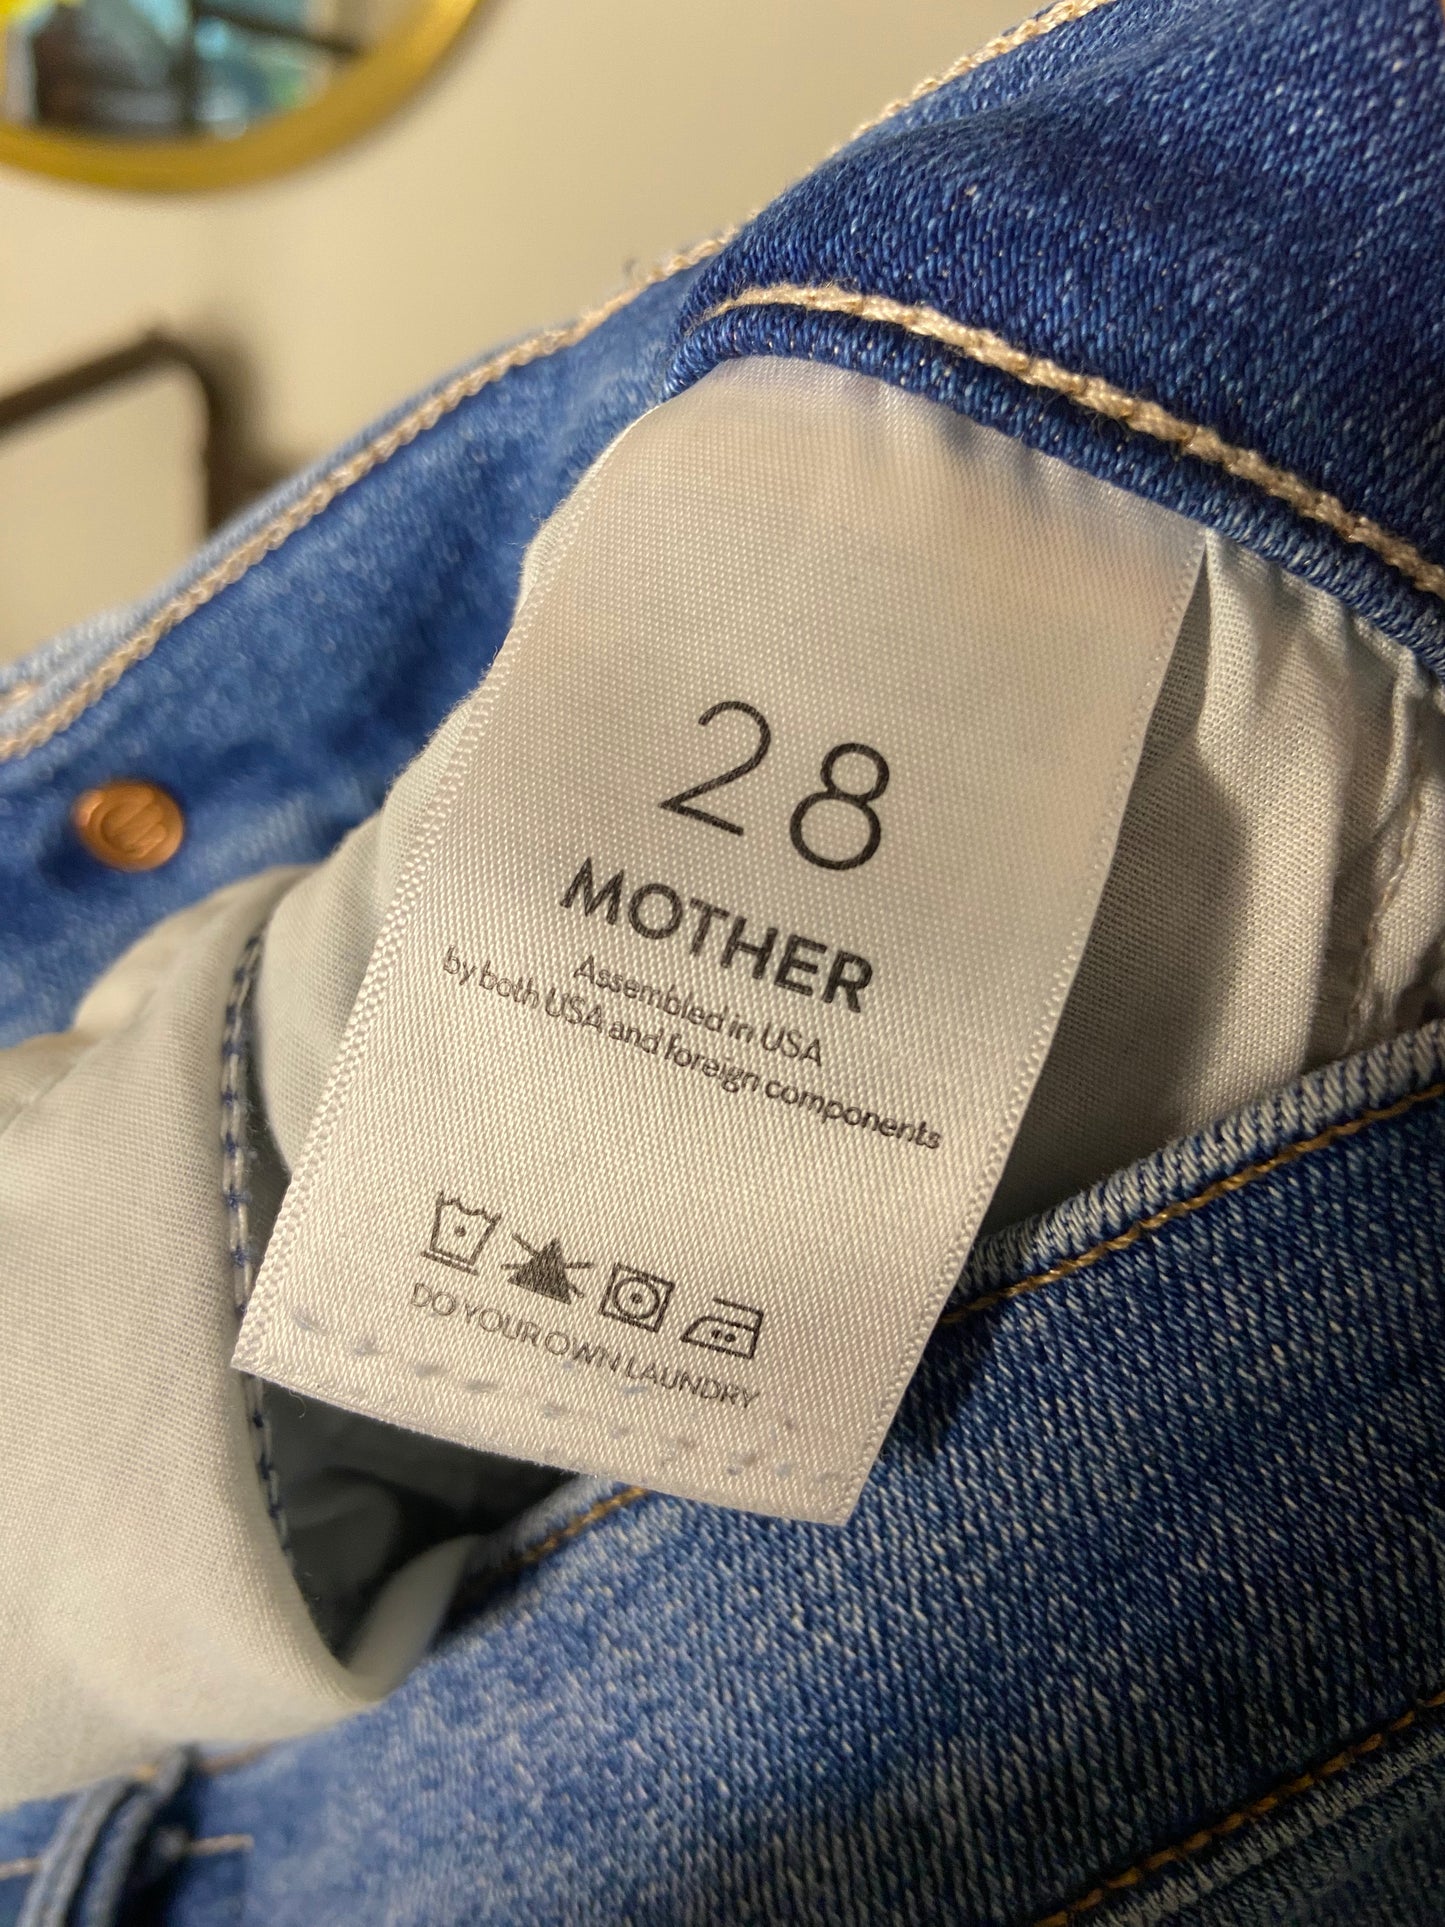 28
MOTHER
Assembled in USA
by both USA and foreign components
DO YOUR OWN LAUNDRY